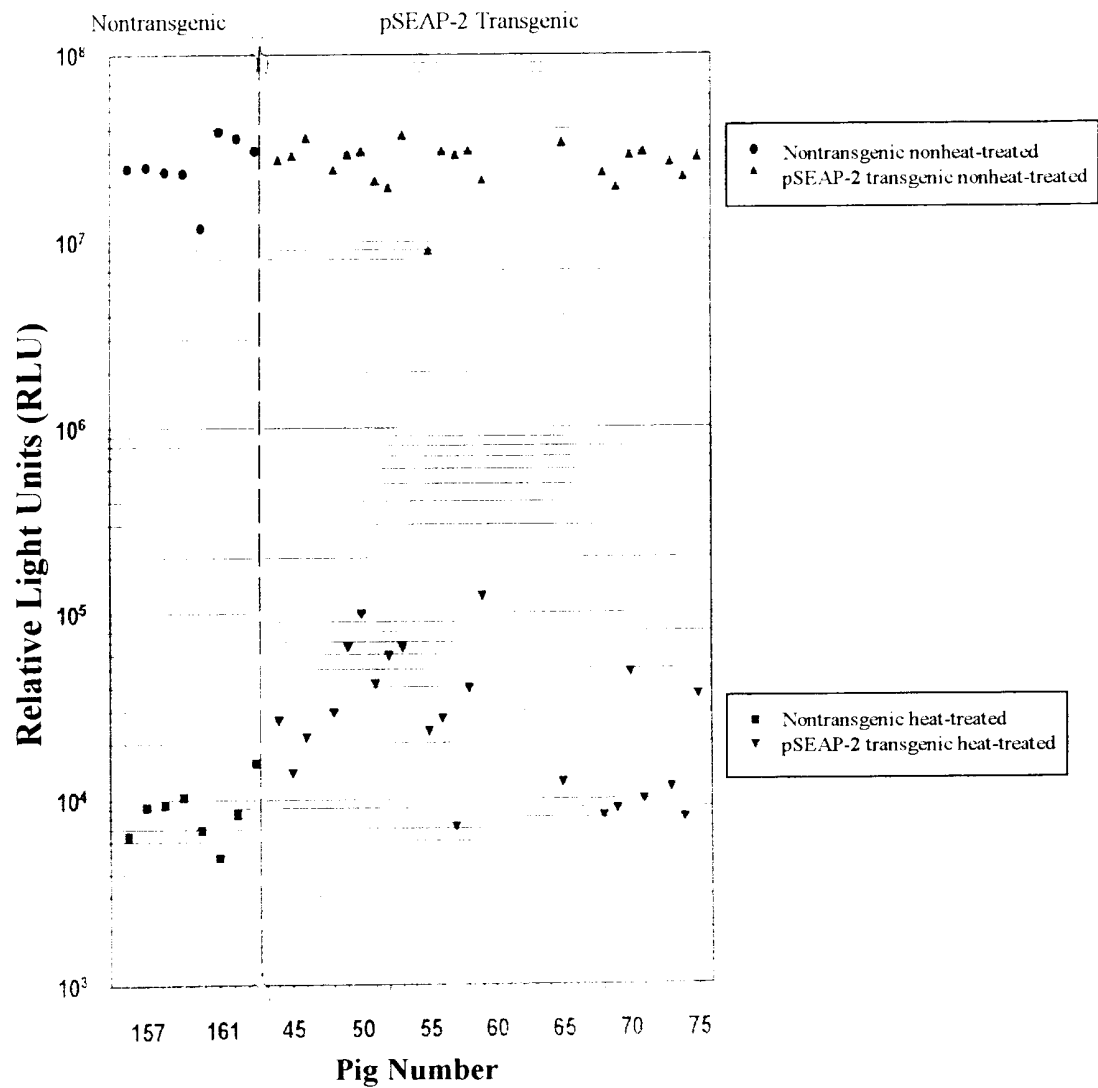 Nontransgenic pSEAP-2 Transgenic
10⁸
10⁷
10⁶
10⁵
10⁴
10³
Relative Light Units (RLU)
Nontransgenic nonheat-treated
pSEAP-2 transgenic nonheat-treated
Nontransgenic heat-treated
pSEAP-2 transgenic heat-treated
157 161 45 50 55 60 65 70 75
Pig Number